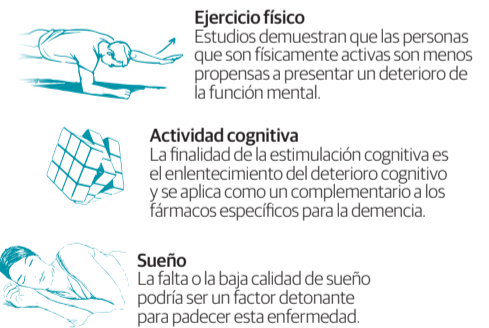 Ejercicio físico
Estudios demuestran que las personas
que son físicamente activas son menos
propensas a presentar un deterioro de
la función mental.
Actividad cognitiva
La finalidad de la estimulación cognitiva es
el enlentecimiento del deterioro cognitivo
y se aplica como un complementario a los
fármacos específicos para la demencia.
Sueño
La falta o la baja calidad de sueño
podría ser un factor detonante
para padecer esta enfermedad.